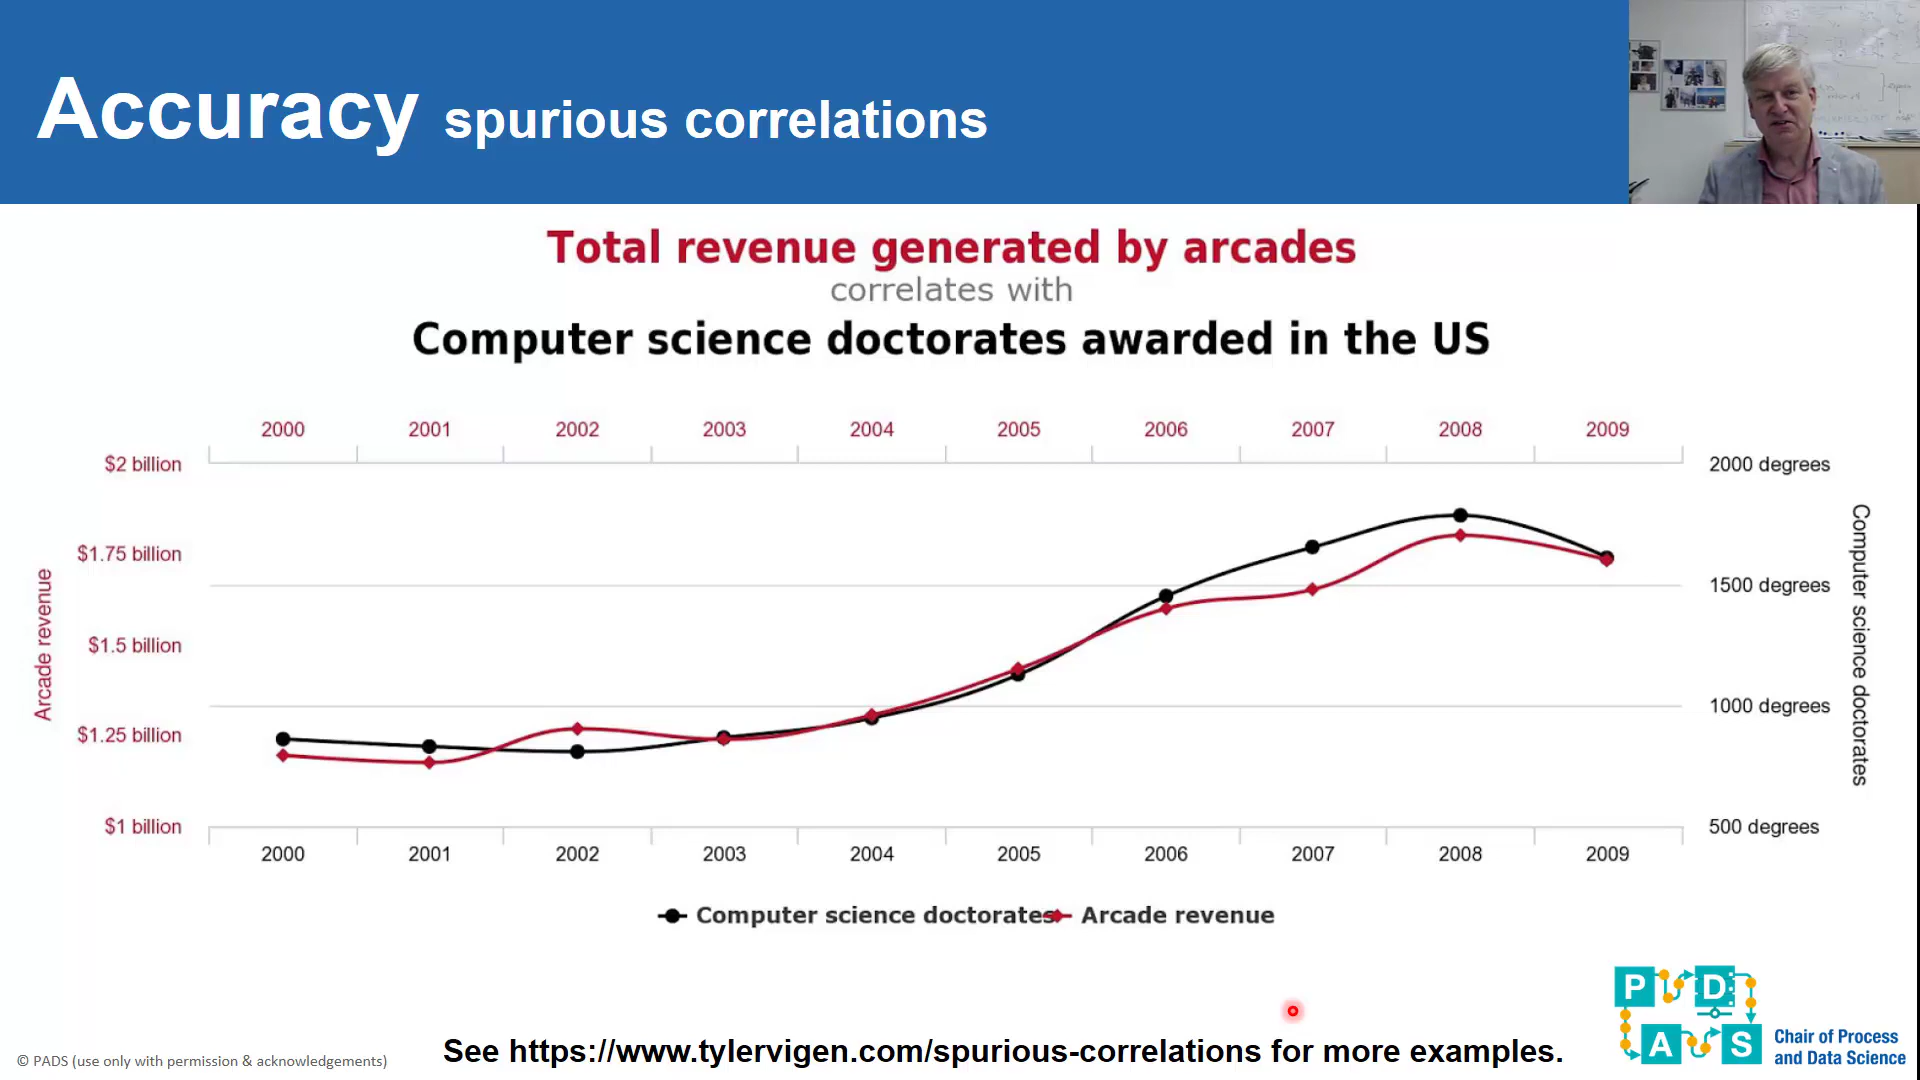 Accuracy spurious correlations
Total revenue generated by arcades
correlates with
Computer science doctorates awarded in the US
2000 2001 2002 2003 2004 2005 2006 2007 2008 2009
$2 billion
$1.75 billion
$1.5 billion
$1.25 billion
$1 billion
Arcade revenue
2000 degrees
1500 degrees
1000 degrees
500 degrees
Computer science doctorates
2000 2001 2002 2003 2004 2005 2006 2007 2008 2009
Computer science doctorates Arcade revenue
See https://www.tylervigen.com/spurious-correlations for more examples.
© PADS (use only with permission & acknowledgements)
P D
A S
Chair of Process
and Data Science